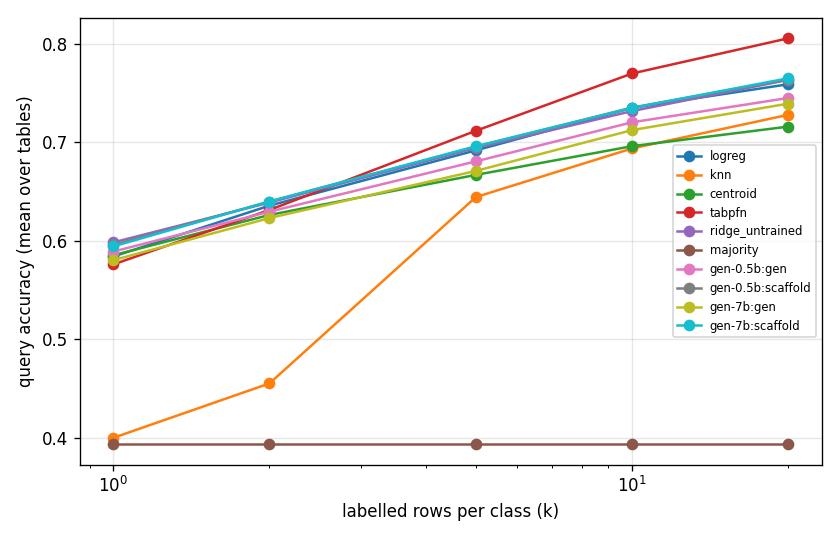 query accuracy (mean over tables)
0.8
0.7
0.6
0.5
0.4
10⁰
10¹
labelled rows per class (k)
logreg
knn
centroid
tabpfn
ridge_untrained
majority
gen-0.5b:gen
gen-0.5b:scaffold
gen-7b:gen
gen-7b:scaffold